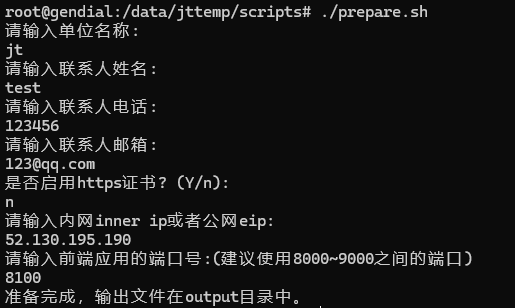 root@gendial:/data/jttemp/scripts# ./prepare.sh
请输入单位名称:
jt
请输入联系人姓名:
test
请输入联系人电话:
123456
请输入联系人邮箱:
123@qq.com
是否启用https证书? (Y/n):
n
请输入内网inner ip或者公网eip:
52.130.195.190
请输入前端应用的端口号:(建议使用8000~9000之间的端口)
8100
准备完成，输出文件在output目录中。